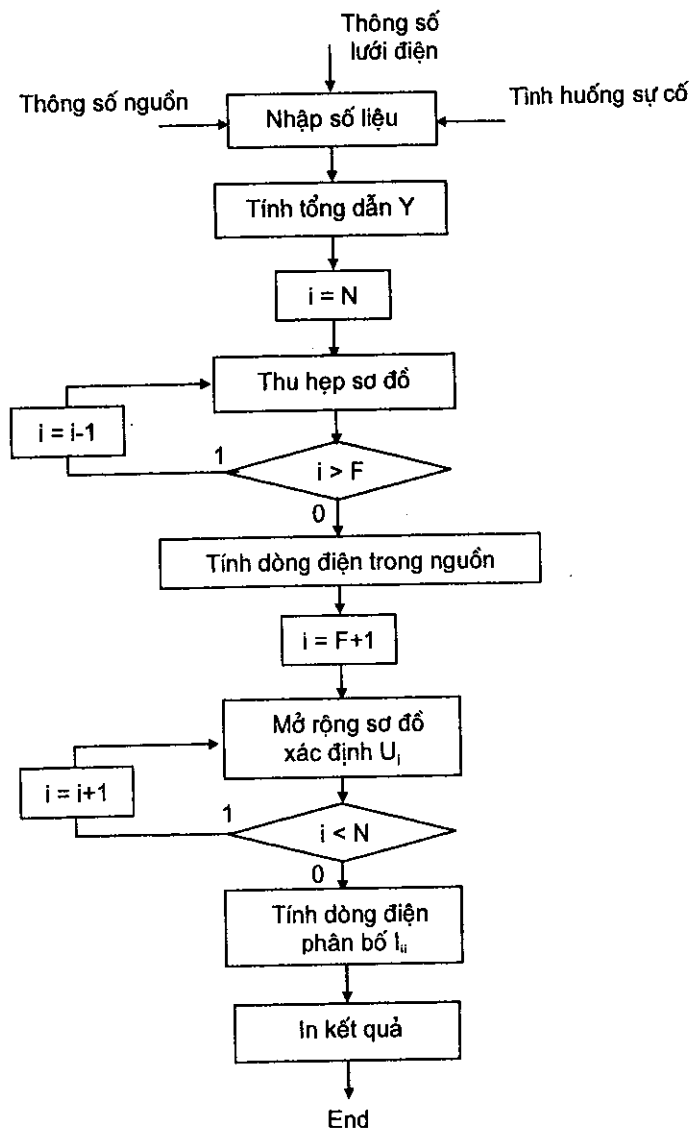 Thông số
lưới điện
Thông số nguồn
Tình huống sự cố
Nhập số liệu
Tính tổng dẫn Y
i = N
Thu hẹp sơ đồ
i = i-1
1
i > F
0
Tính dòng điện trong nguồn
i = F+1
Mở rộng sơ đồ
xác định Uᵢ
i = i+1
1
i < N
0
Tính dòng điện
phân bố Iᵢᵢ
In kết quả
End